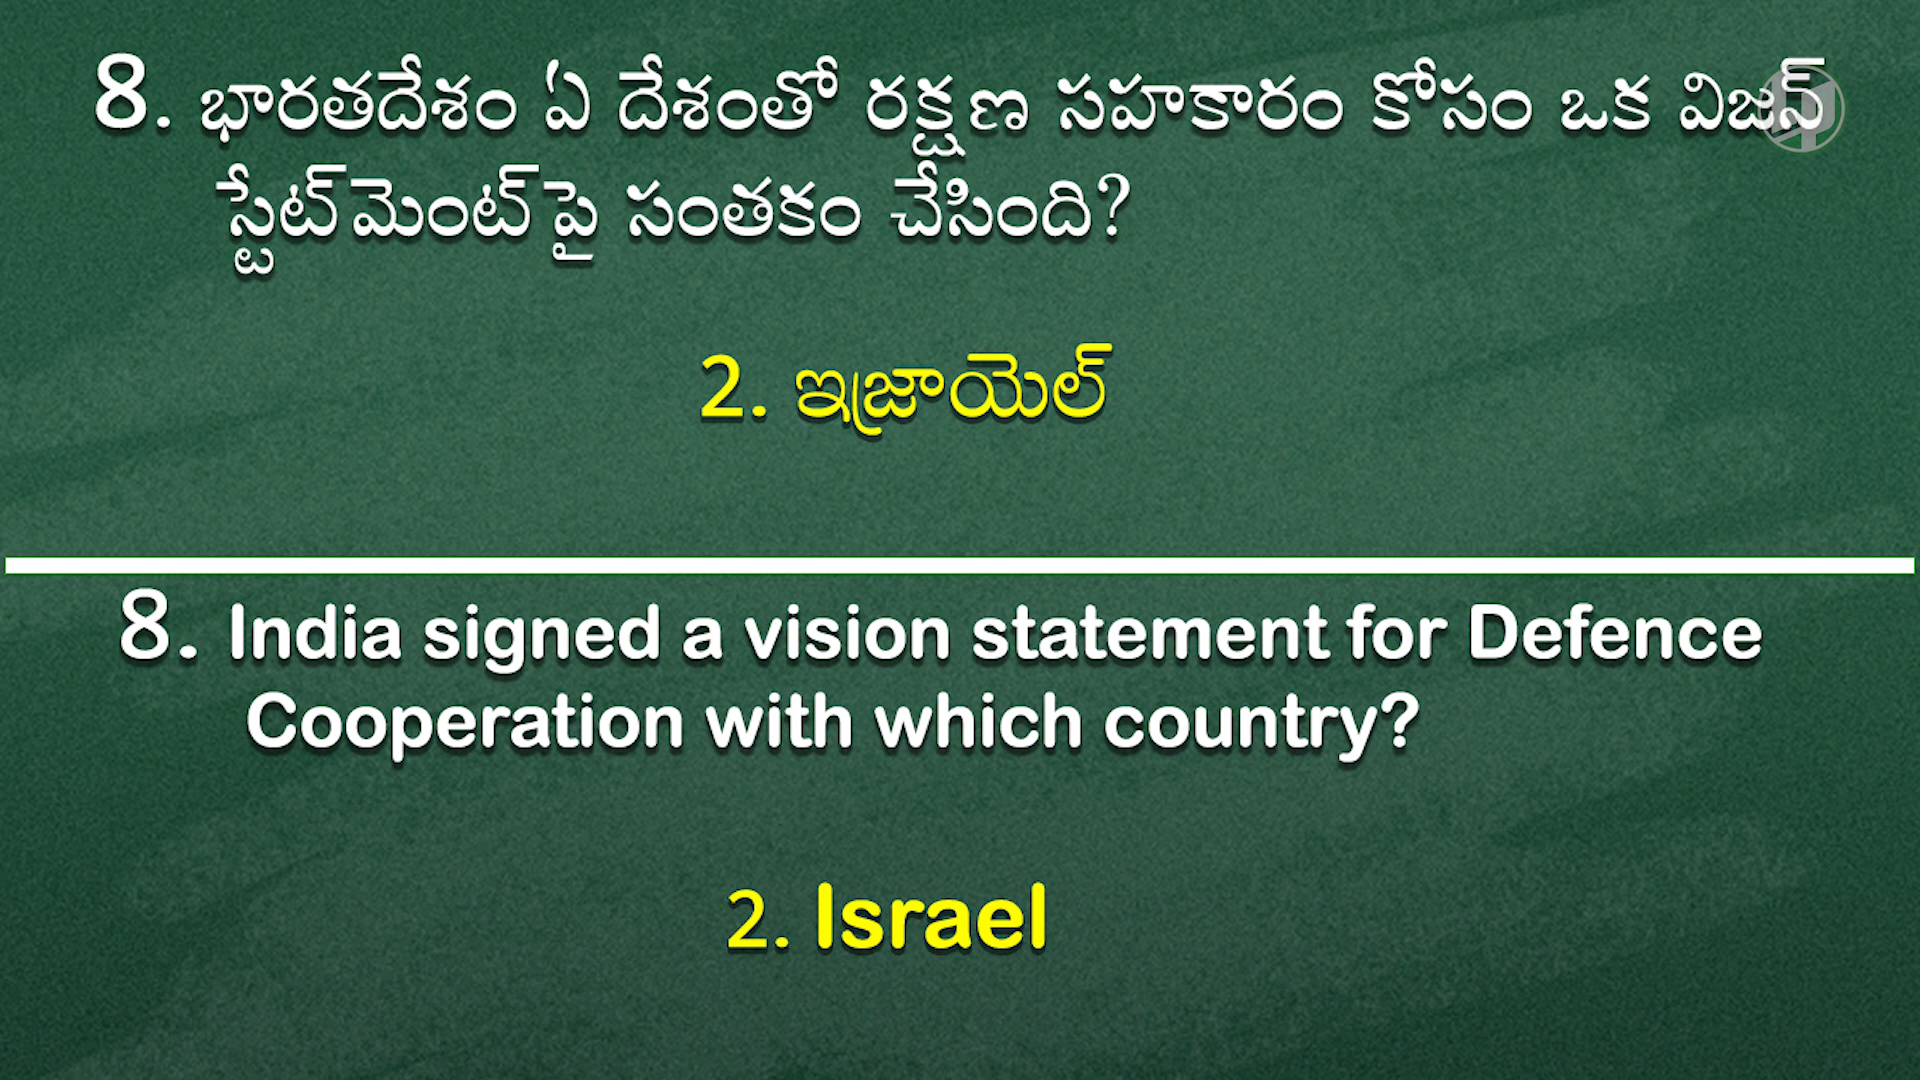 8. భారతదేశం ఏ దేశంతో రక్షణ సహకారం కోసం ఒక విజన్
స్టేట్‌మెంట్‌పై సంతకం చేసింది?
2. ఇజ్రాయెల్
8. India signed a vision statement for Defence
Cooperation with which country?
2. Israel